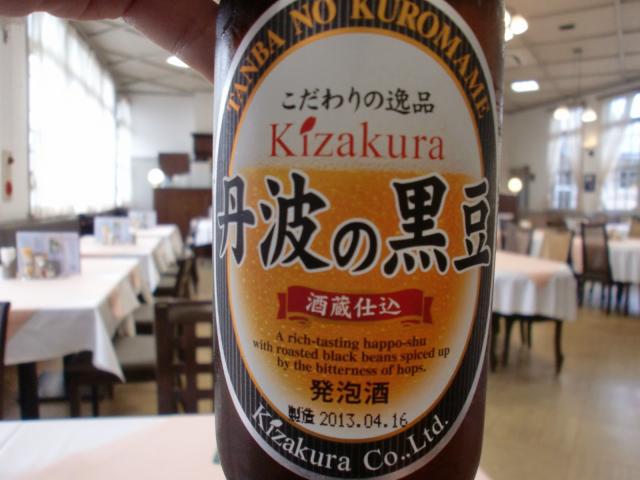 TANBA NO KUROMAME
こだわりの逸品
Kizakura
丹波の黒豆
酒蔵仕込
A rich-tasting happo-shu
with roasted black beans spiced up
by the bitterness of hops.
発泡酒
製造 2013.04.16
Kizakura Co.,Ltd.